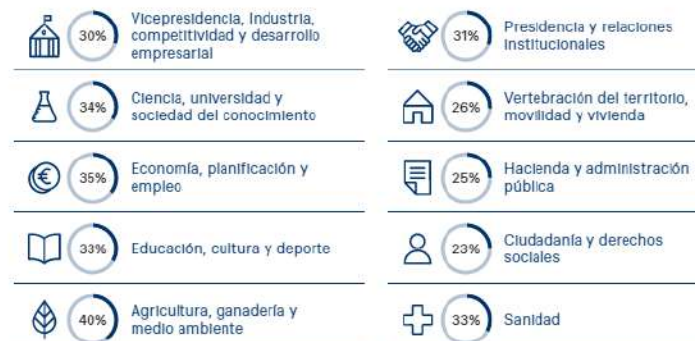 30%
Vicepresidencia, Industria,
competitividad y desarrollo
empresarial
34%
Ciencia, universidad y
sociedad del conocimiento
35%
Economía, planificación y
empleo
33%
Educación, cultura y deporte
40%
Agricultura, ganadería y
medio ambiente
31%
Presidencia y relaciones
institucionales
26%
Vertebración del territorio,
movilidad y vivienda
25%
Hacienda y administración
pública
23%
Ciudadanía y derechos
sociales
33%
Sanidad